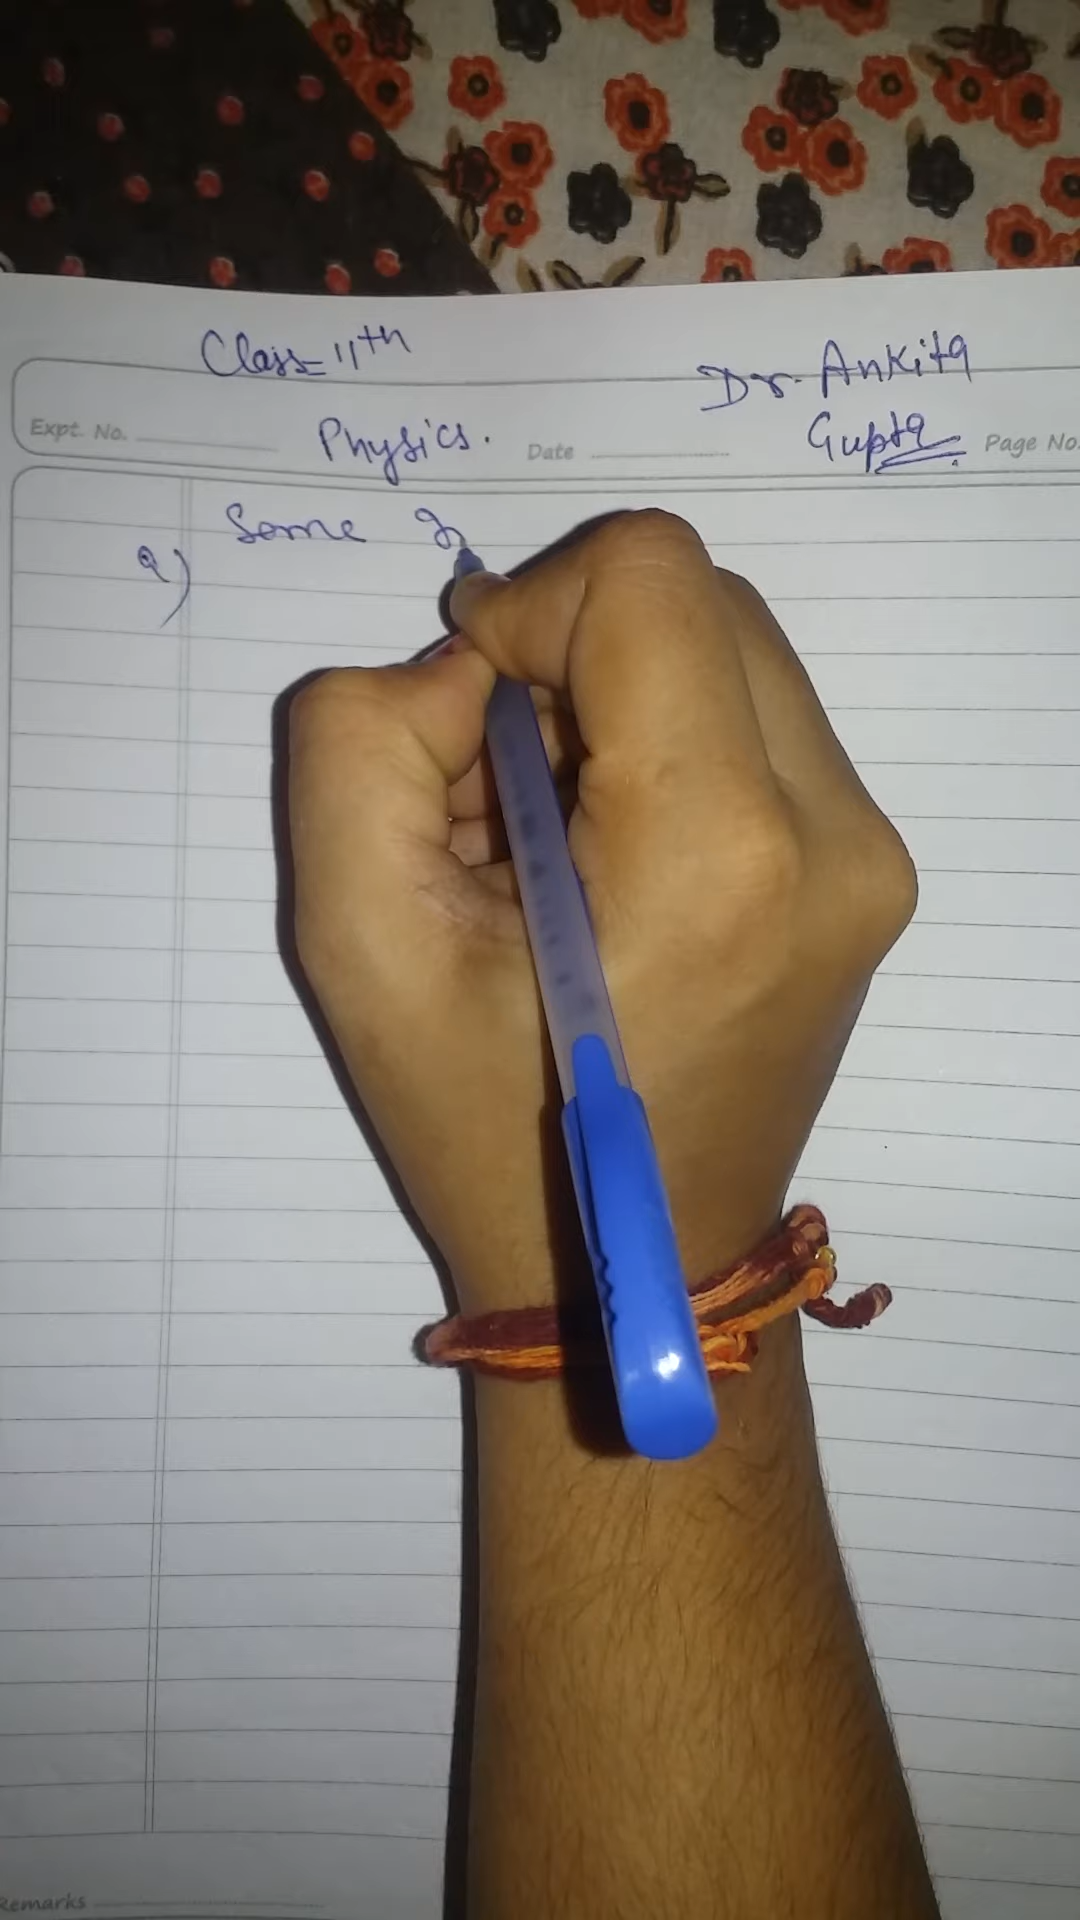 Class- 11th
Dr. Ankita
Expt. No.
Physics.
Date
Gupta
Page No.
Some
Q)
Remarks